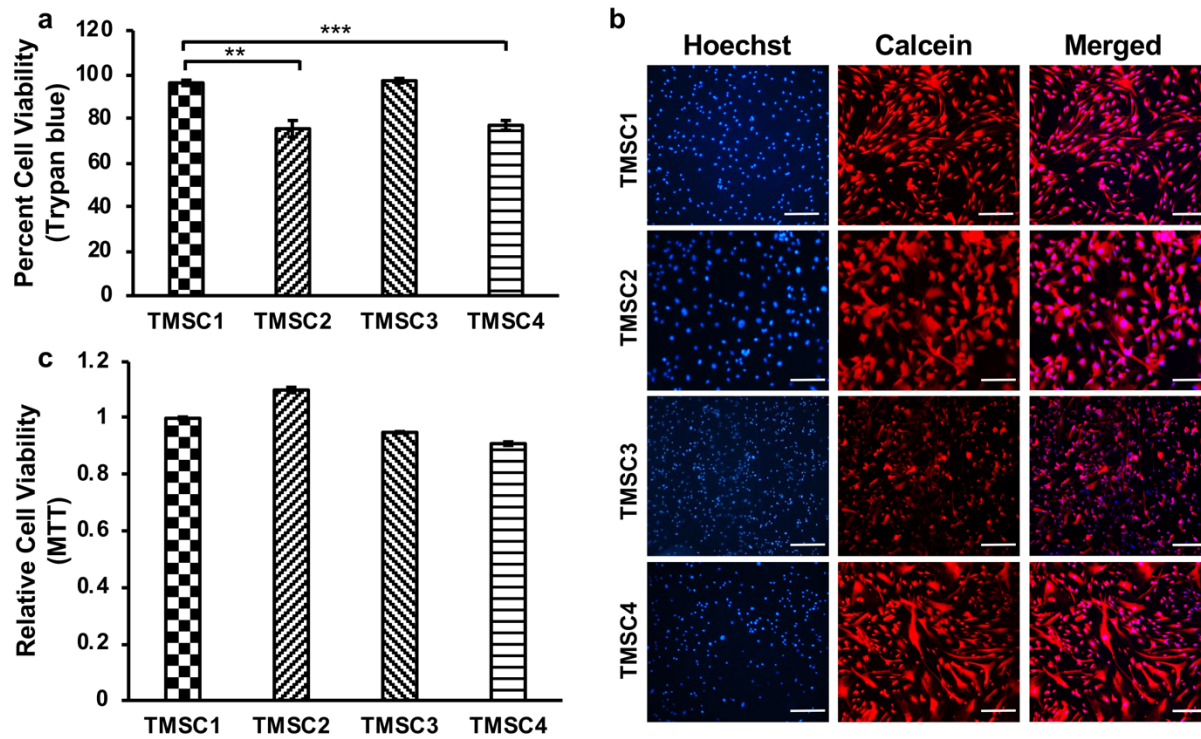 a
Percent Cell Viability
(Trypan blue)
120
100
80
60
40
20
0
***
**
TMSC1 TMSC2 TMSC3 TMSC4
b
Hoechst Calcein Merged
TMSC1
TMSC2
TMSC3
TMSC4
c
Relative Cell Viability
(MTT)
1.2
1
0.8
0.6
0.4
0.2
0
TMSC1 TMSC2 TMSC3 TMSC4